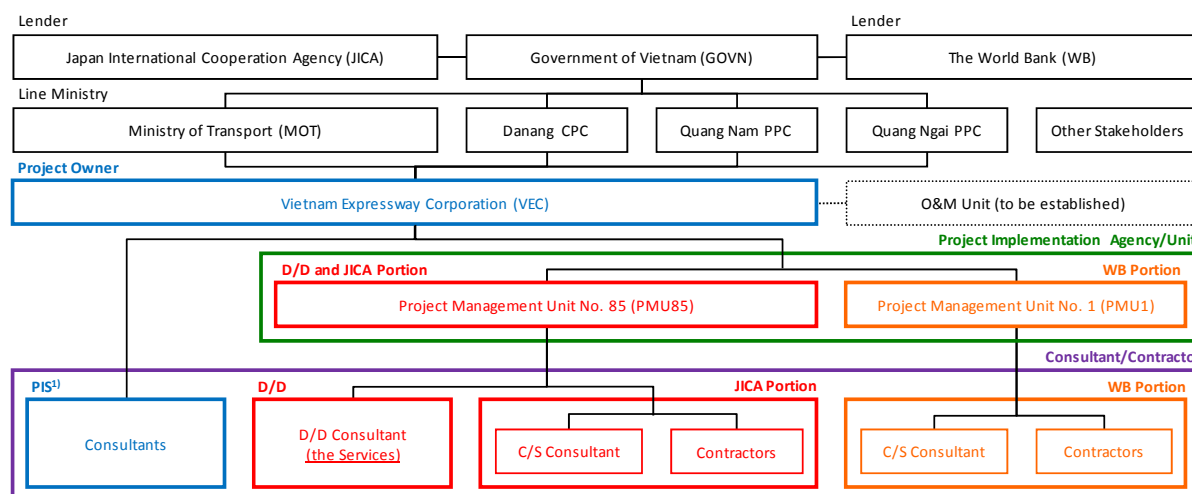 Lender
Lender
Japan International Cooperation Agency (JICA)
Government of Vietnam (GOVN)
The World Bank (WB)
Line Ministry
Ministry of Transport (MOT)
Danang CPC
Quang Nam PPC
Quang Ngai PPC
Other Stakeholders
Project Owner
Vietnam Expressway Corporation (VEC)
O&M Unit (to be established)
Project Implementation Agency/Unit
D/D and JICA Portion
WB Portion
Project Management Unit No. 85 (PMU85)
Project Management Unit No. 1 (PMU1)
Consultant/Contracto
PIS1)
D/D
JICA Portion
WB Portion
Consultants
D/D Consultant
(the Services)
C/S Consultant
Contractors
C/S Consultant
Contractors